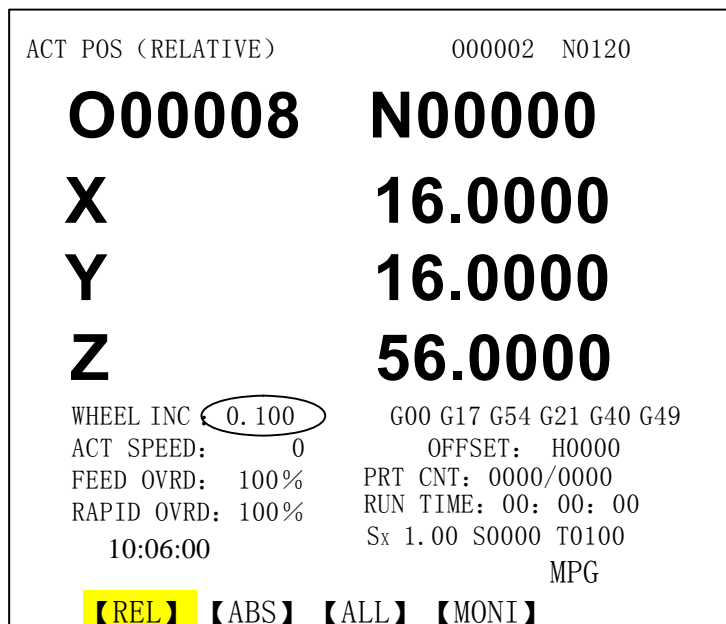 ACT POS（RELATIVE） O00002 N0120
O00008 N00000
X 16.0000
Y 16.0000
Z 56.0000
WHEEL INC：0.100 G00 G17 G54 G21 G40 G49
ACT SPEED： 0 OFFSET： H0000
FEED OVRD： 100％ PRT CNT：0000/0000
RAPID OVRD：100％ RUN TIME：00：00：00
10:06:00 Sx 1.00 S0000 T0100
MPG
【REL】【ABS】【ALL】【MONI】